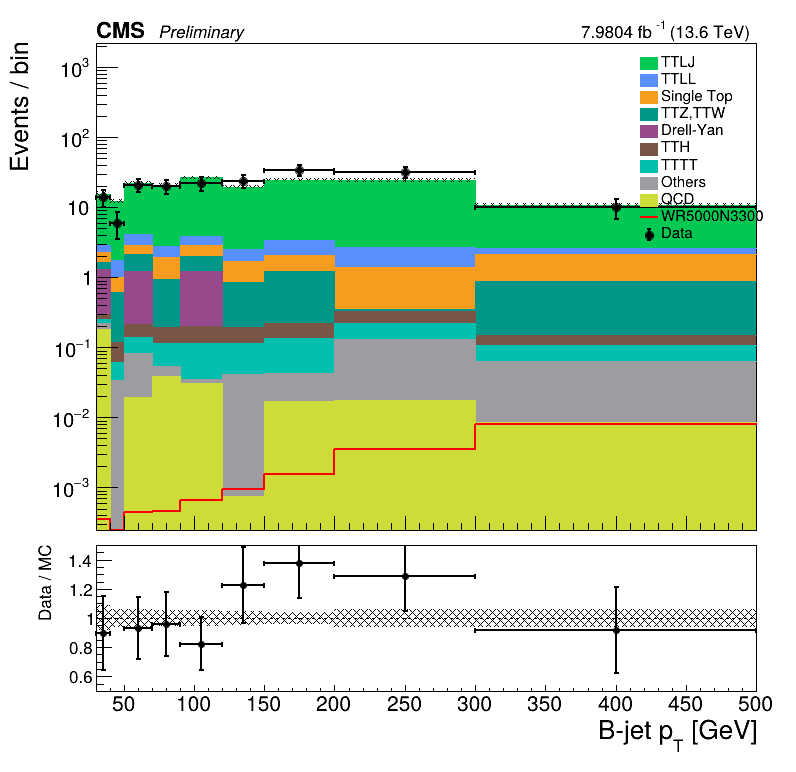 CMS Preliminary 7.9804 fb⁻¹ (13.6 TeV)
Events / bin
10³
10²
10
1
10⁻¹
10⁻²
10⁻³
TTLJ
TTLL
Single Top
TTZ,TTW
Drell-Yan
TTH
TTTT
Others
QCD
WR5000N3300
Data
Data / MC
1.4
1.2
1
0.8
0.6
50 100 150 200 250 300 350 400 450 500
B-jet p_T [GeV]